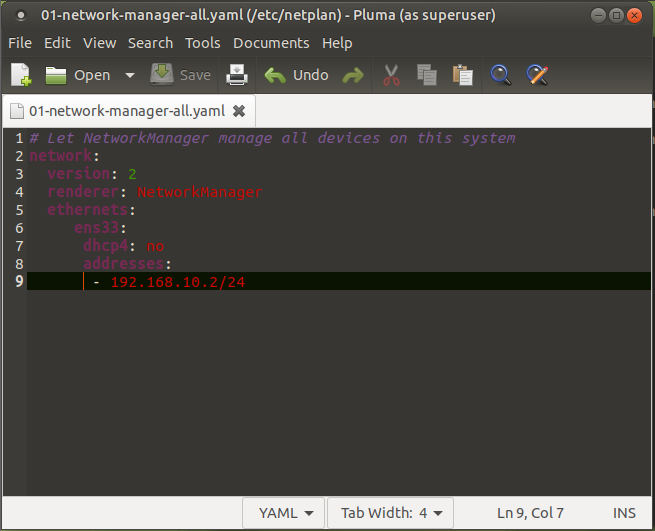 01-network-manager-all.yaml (/etc/netplan) - Pluma (as superuser)
File Edit View Search Tools Documents Help
Open Save Undo
01-network-manager-all.yaml
1 # Let NetworkManager manage all devices on this system
2 network:
3   version: 2
4   renderer: NetworkManager
5   ethernets:
6      ens33:
7       dhcp4: no
8       addresses:
9        - 192.168.10.2/24
YAML Tab Width: 4 Ln 9, Col 7 INS